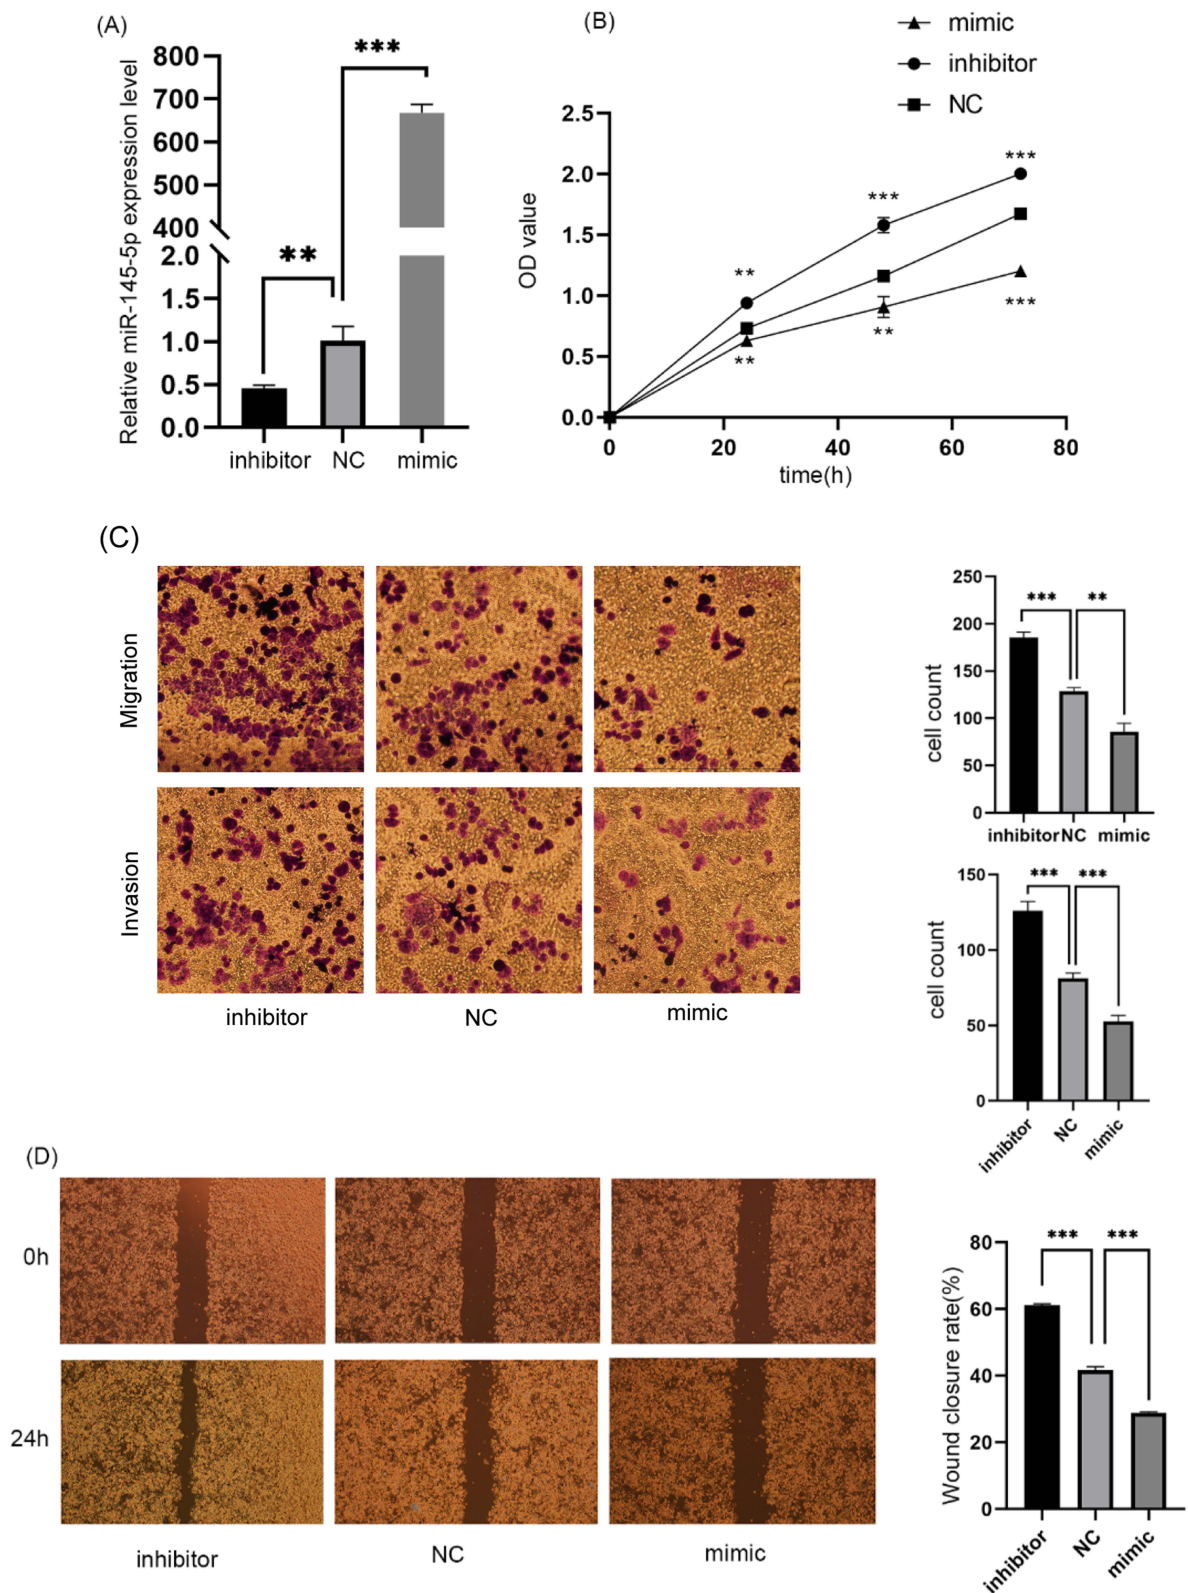 (A)
Relative miR-145-5p expression level
800
700
600
500
400
2.0
1.5
1.0
0.5
0.0
***
**
inhibitor NC mimic
(B)
mimic
inhibitor
NC
OD value
2.5
2.0
1.5
1.0
0.5
0.0
**
***
***
**
**
***
0 20 40 60 80
time(h)
(C)
Migration
Invasion
inhibitor NC mimic
cell count
250
200
150
100
50
0
*** **
inhibitor NC mimic
cell count
150
100
50
0
*** ***
inhibitor NC mimic
(D)
0h
24h
inhibitor NC mimic
Wound closure rate(%)
80
60
40
20
0
*** ***
inhibitor NC mimic